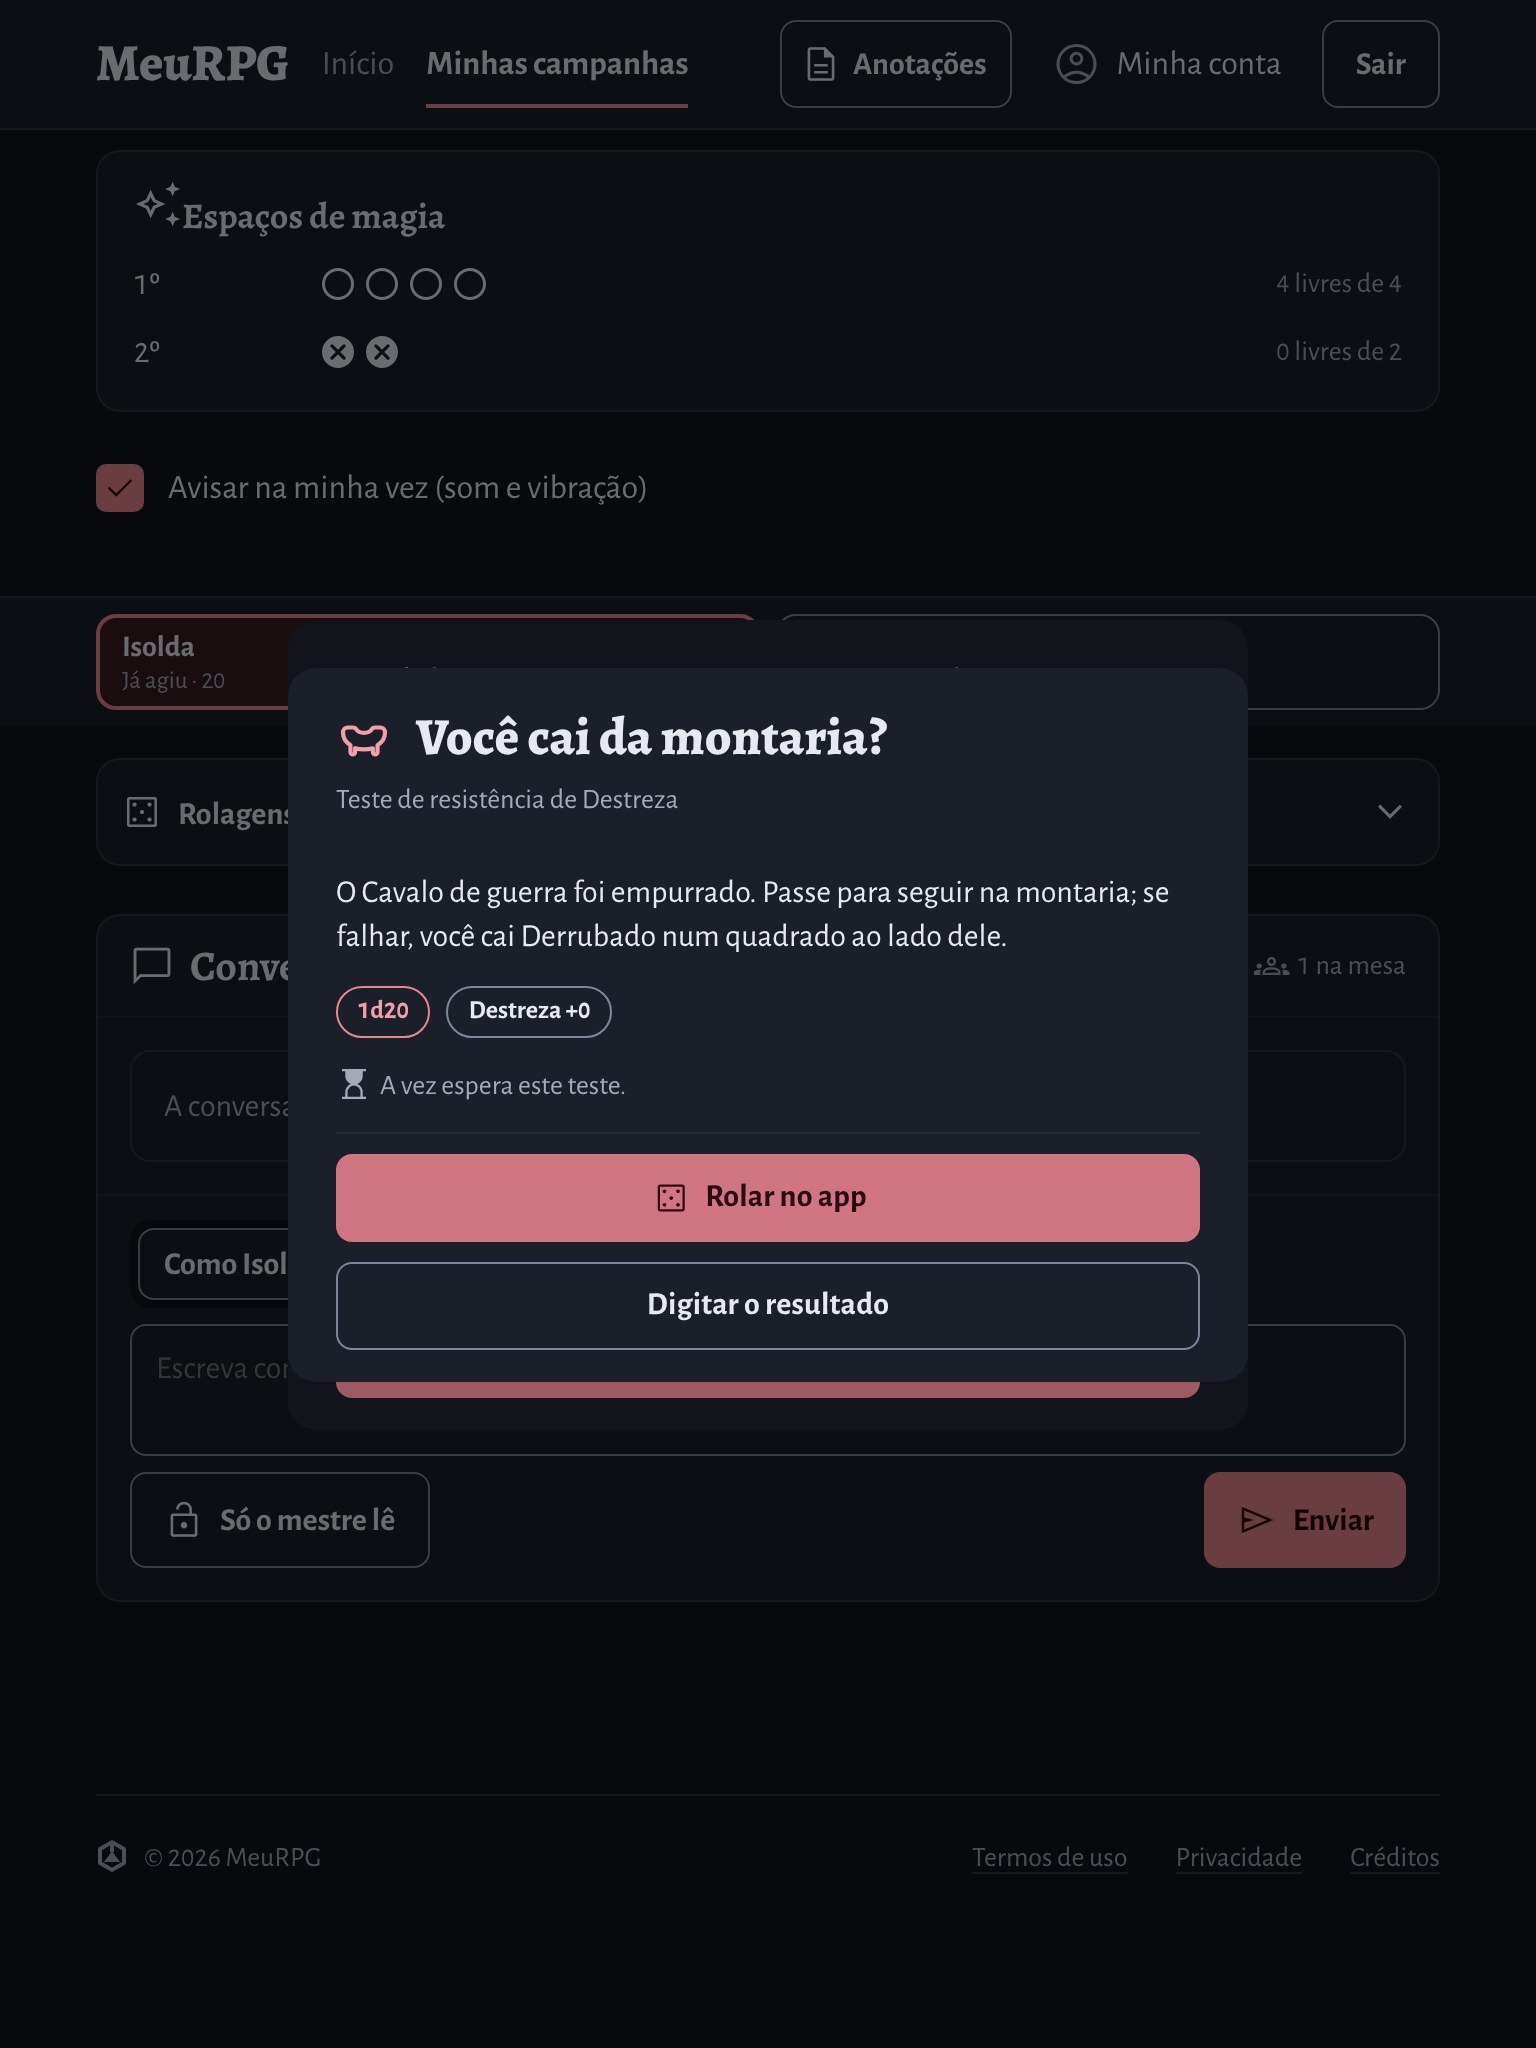 MeuRPG Início Minhas campanhas Anotações Minha conta Sair
Espaços de magia
1º 4 livres de 4
2º 0 livres de 2
Avisar na minha vez (som e vibração)
Isolda
Já agiu · 20
Você cai da montaria?
Teste de resistência de Destreza
Rolagens
O Cavalo de guerra foi empurrado. Passe para seguir na montaria; se
falhar, você cai Derrubado num quadrado ao lado dele.
1 na mesa
1d20 Destreza +0
A vez espera este teste.
A
Rolar no app
Como
Digitar o resultado
Escreva
Só o mestre lê Enviar
© 2026 MeuRPG Termos de uso Privacidade Créditos